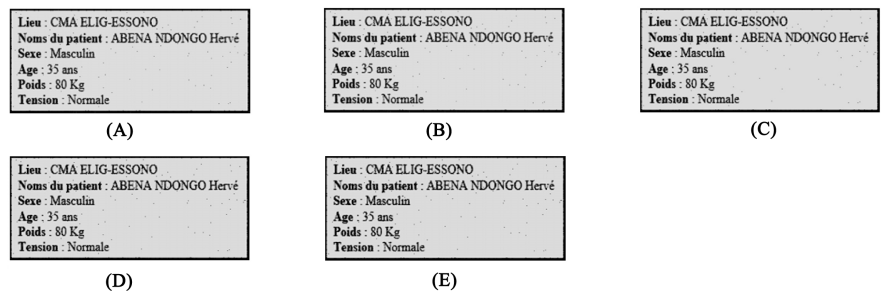 Lieu : CMA ELIG-ESSONO
Noms du patient : ABENA NDONGO Hervé
Sexe : Masculin
Age : 35 ans
Poids : 80 Kg
Tension : Normale
(A)
Lieu : CMA ELIG-ESSONO
Noms du patient : ABENA NDONGO Hervé
Sexe : Masculin
Age : 35 ans
Poids : 80 Kg
Tension : Normale
(B)
Lieu : CMA ELIG-ESSONO
Noms du patient : ABENA NDONGO Hervé
Sexe : Masculin
Age : 35 ans
Poids : 80 Kg
Tension : Normale
(C)
Lieu : CMA ELIG-ESSONO
Noms du patient : ABENA NDONGO Hervé
Sexe : Masculin
Age : 35 ans
Poids : 80 Kg
Tension : Normale
(D)
Lieu : CMA ELIG-ESSONO
Noms du patient : ABENA NDONGO Hervé
Sexe : Masculin
Age : 35 ans
Poids : 80 Kg
Tension : Normale
(E)